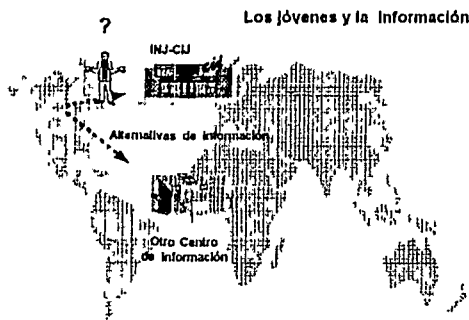 Los jóvenes y la Información
?
INJ-CIJ
Alternativas de información
Otro Centro
de Información